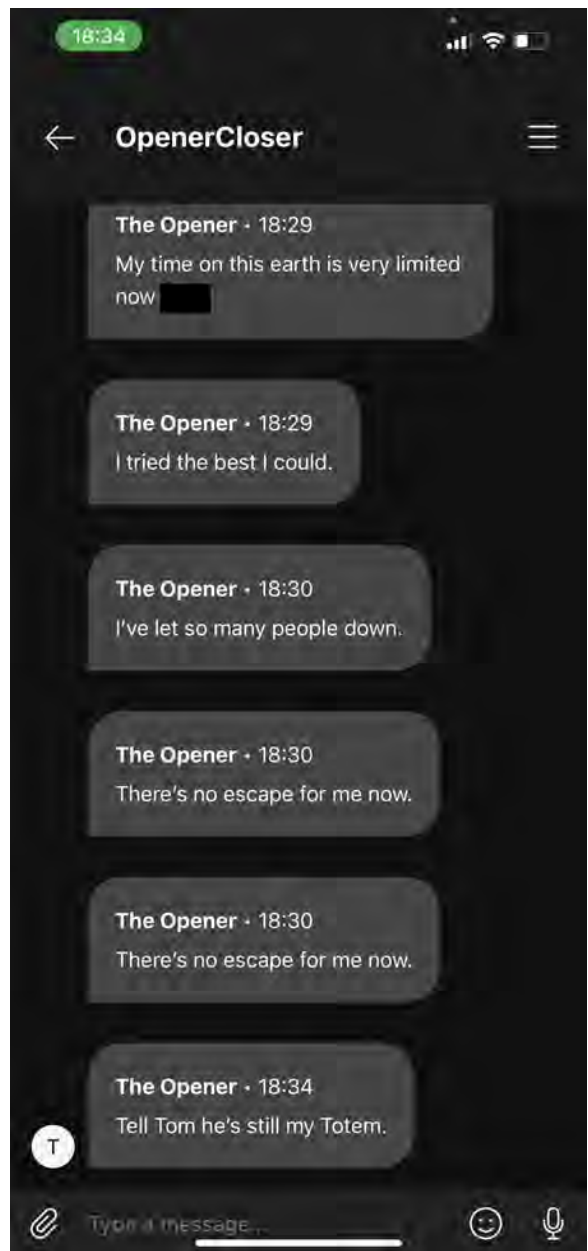 18:34
OpenerCloser
The Opener · 18:29
My time on this earth is very limited
now
The Opener · 18:29
I tried the best I could.
The Opener · 18:30
I've let so many people down.
The Opener · 18:30
There's no escape for me now.
The Opener · 18:30
There's no escape for me now.
The Opener · 18:34
Tell Tom he's still my Totem.
T
Type a message...